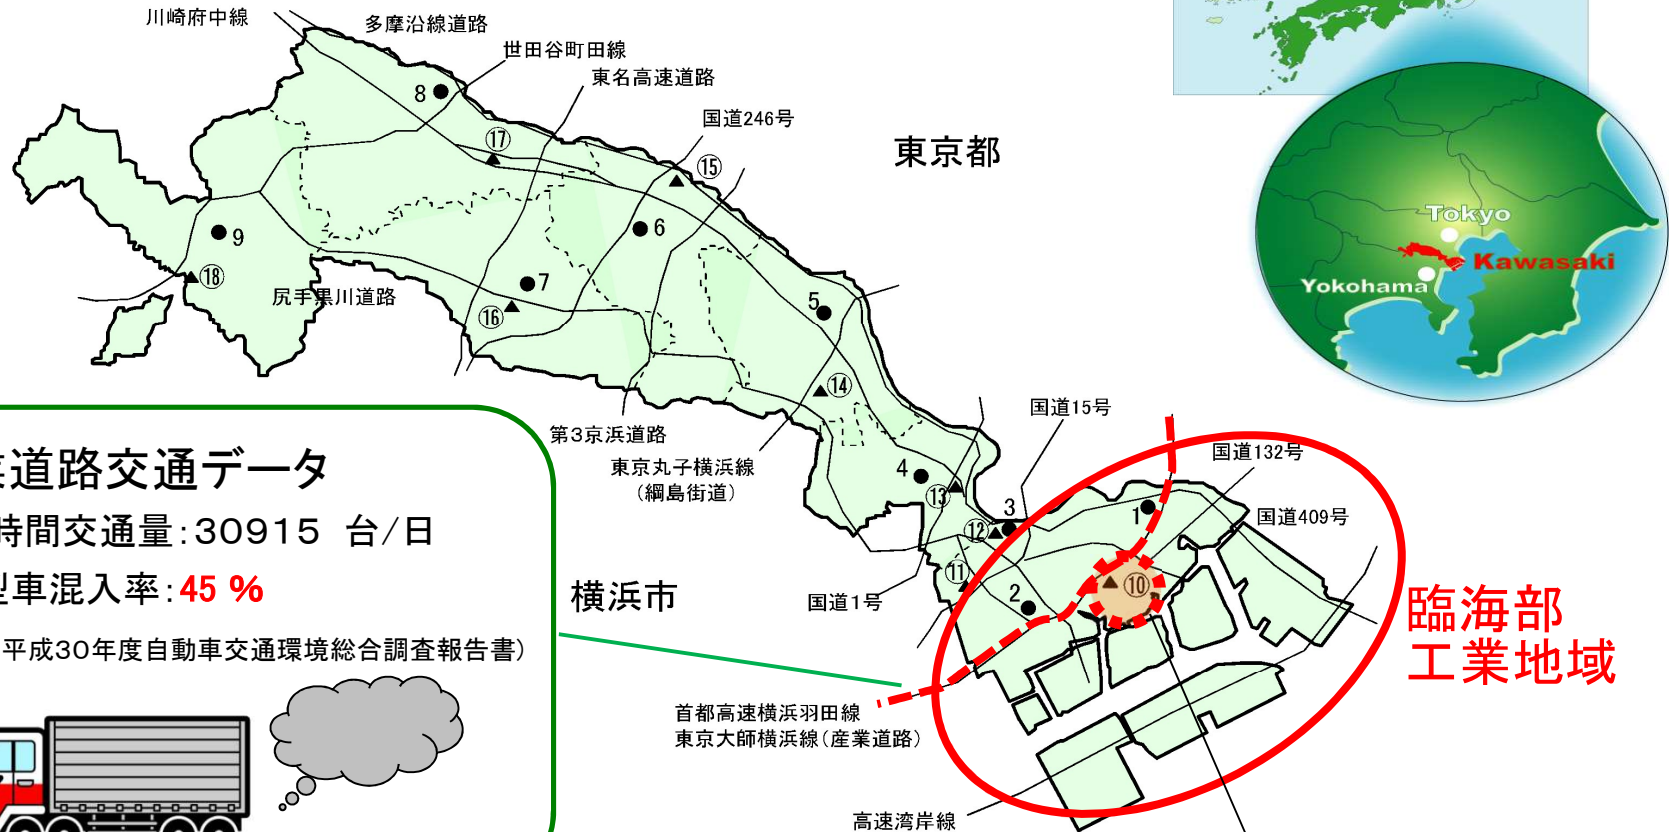 川崎府中線
多摩沿線道路
世田谷町田線
東名高速道路
国道246号
東京都
8
⑰
⑮
6
9
⑱
7
尻手黒川道路
⑯
5
⑭
第3京浜道路
東京丸子横浜線
（綱島街道）
国道15号
国道132号
国道409号
4
⑬
3
⑫
1
⑪
2
⑩
国道1号
横浜市
臨海部
工業地域
首都高速横浜羽田線
東京大師横浜線（産業道路）
高速湾岸線
Tokyo
Kawasaki
Yokohama
道路交通データ
時間交通量：30915 台/日
型車混入率：45 %
平成30年度自動車交通環境総合調査報告書）